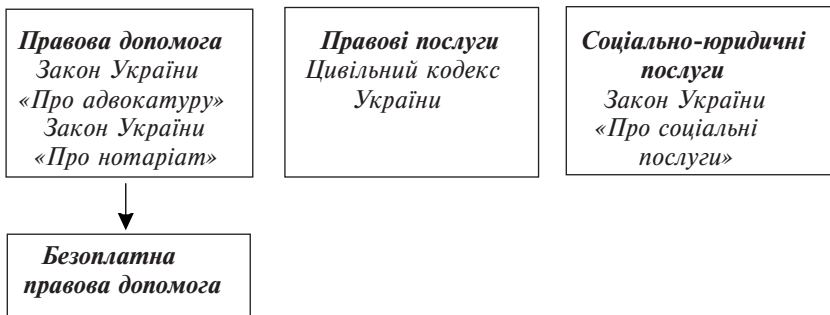 Правова допомога
Закон України
«Про адвокатуру»
Закон України
«Про нотаріат»
Правові послуги
Цивільний кодекс
України
Соціально-юридичні
послуги
Закон України
«Про соціальні
послуги»
Безоплатна
правова допомога